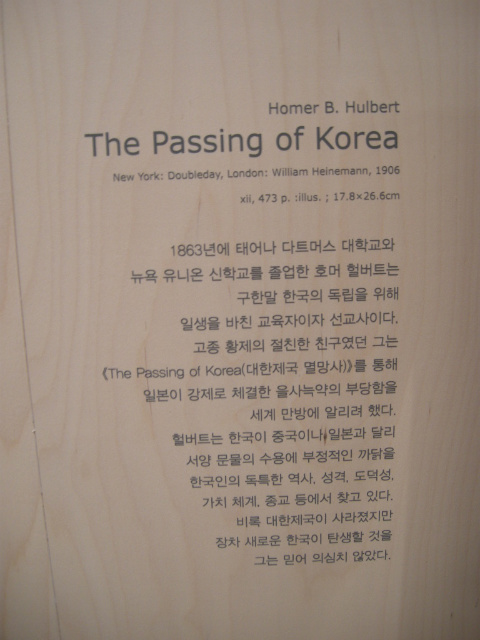 Homer B. Hulbert
The Passing of Korea
New York: Doubleday, London: William Heinemann, 1906
xii, 473 p. :illus. ; 17.8×26.6cm
1863년에 태어나 다트머스 대학교와
뉴욕 유니온 신학교를 졸업한 호머 헐버트는
구한말 한국의 독립을 위해
일생을 바친 교육자이자 선교사이다.
고종 황제의 절친한 친구였던 그는
《The Passing of Korea(대한제국 멸망사)》를 통해
일본이 강제로 체결한 을사늑약의 부당함을
세계 만방에 알리려 했다.
헐버트는 한국이 중국이나 일본과 달리
서양 문물의 수용에 부정적인 까닭을
한국인의 독특한 역사, 성격, 도덕성,
가치 체계, 종교 등에서 찾고 있다.
비록 대한제국이 사라졌지만
장차 새로운 한국이 탄생할 것을
그는 믿어 의심치 않았다.